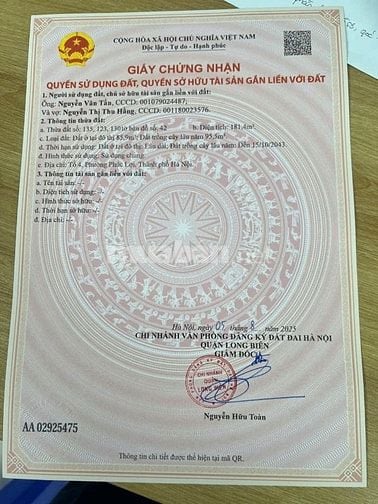 CỘNG HÒA XÃ HỘI CHỦ NGHĨA VIỆT NAM
Độc lập - Tự do - Hạnh phúc
GIẤY CHỨNG NHẬN
QUYỀN SỬ DỤNG ĐẤT, QUYỀN SỞ HỮU TÀI SẢN GẮN LIỀN VỚI ĐẤT
1. Người sử dụng đất, chủ sở hữu tài sản gắn liền với đất:
Ông: Nguyễn Văn Tấn, CCCD: 001079024487;
Và vợ: Nguyễn Thị Thu Hằng, CCCD: 001180023576.
2. Thông tin thửa đất:
a. Thửa đất số: 135, 123, 130 tờ bản đồ số: 42 b. Diện tích: 181.4m²
c. Loại đất: Đất ở tại đô thị 85.9m²; Đất trồng cây lâu năm 95.5m²
d. Thời hạn sử dụng: Đất ở tại đô thị: Lâu dài; Đất trồng cây lâu năm: Đến 15/10/2043.
đ. Hình thức sử dụng: Sử dụng chung;
e. Địa chỉ: Tổ 4, Phường Phúc Lợi, Thành phố Hà Nội.
3. Thông tin tài sản gắn liền với đất:
a. Tên tài sản: -/-
b. Diện tích sử dụng: -/-
c. Hình thức sở hữu: -/-
d. Thời hạn sở hữu: -/-
đ. Địa chỉ: -/-
Hà Nội, ngày 07 tháng 8 năm 2025
CHI NHÁNH VĂN PHÒNG ĐĂNG KÝ ĐẤT ĐAI HÀ NỘI
QUẬN LONG BIÊN
GIÁM ĐỐC
CHI NHÁNH
QUẬN
LONG BIÊN
Nguyễn Hữu Toàn
AA 02925475
Thông tin chi tiết được thể hiện tại mã QR.